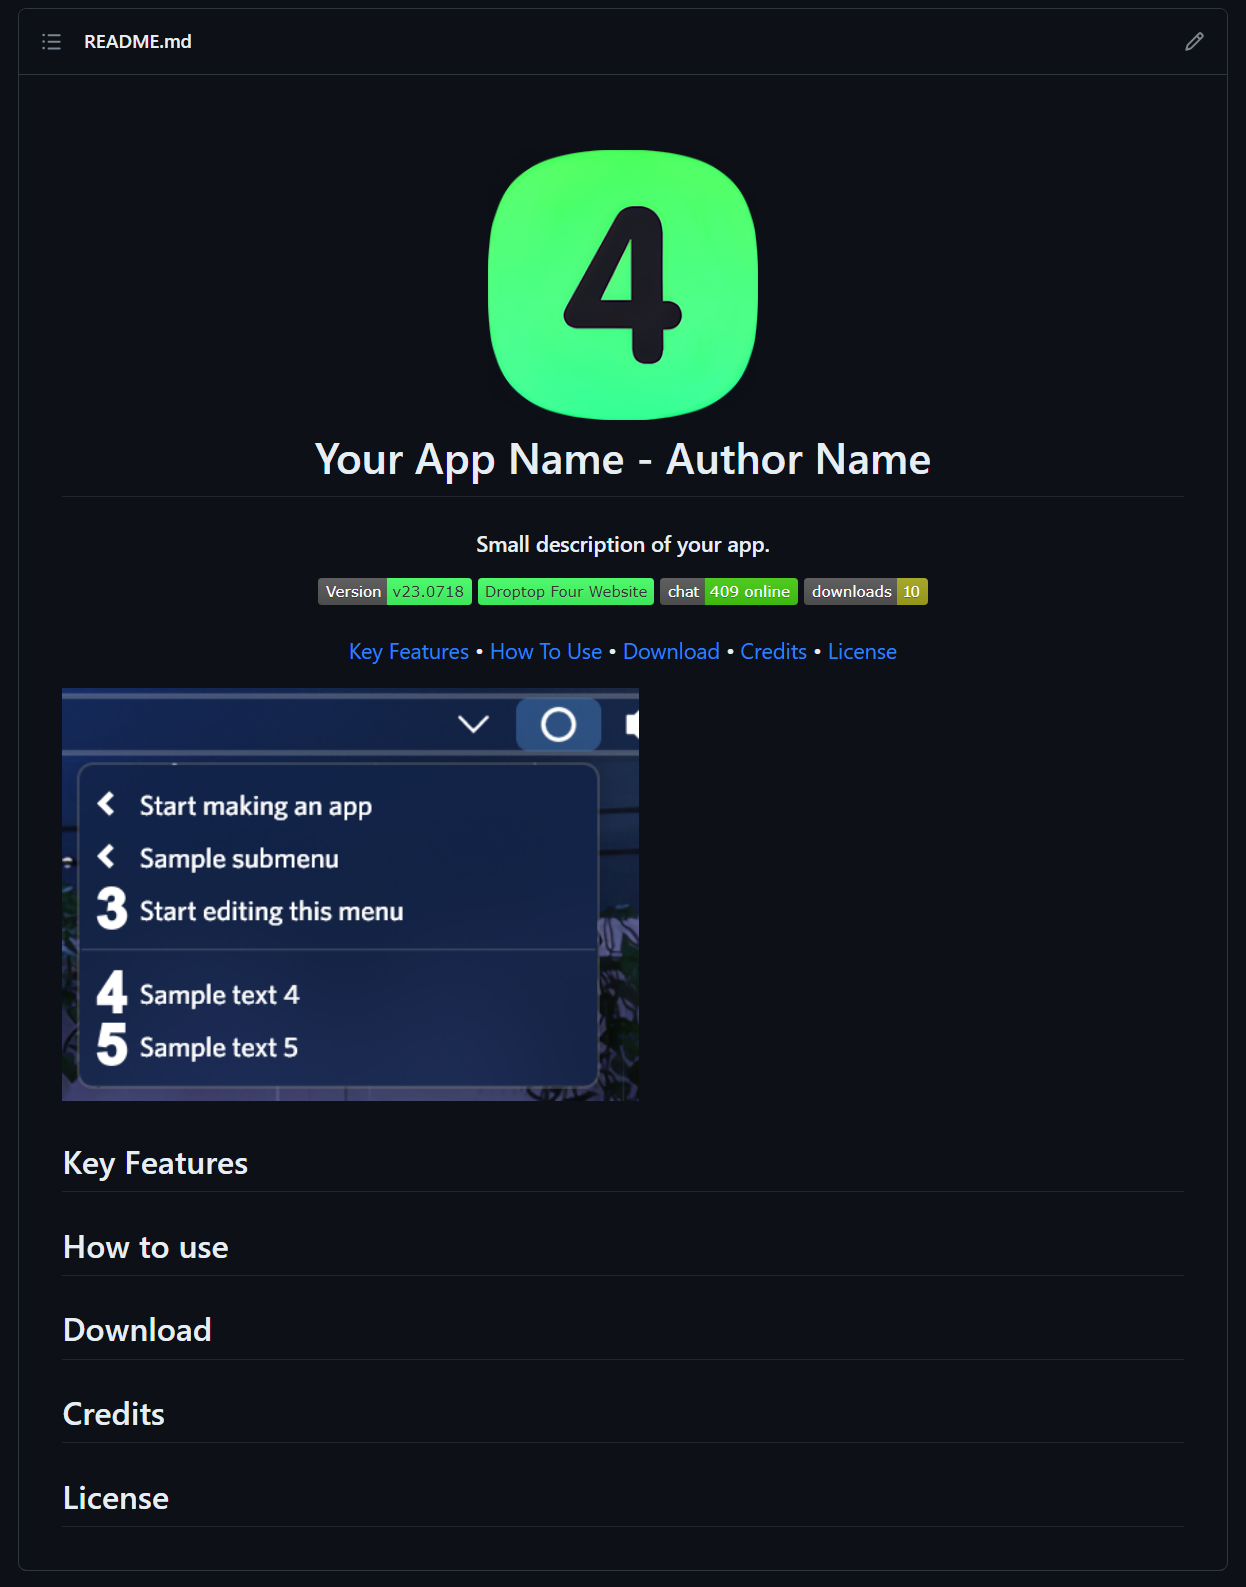 README.md
4
Your App Name - Author Name
Small description of your app.
Version v23.0718 Droptop Four Website chat 409 online downloads 10
Key Features • How To Use • Download • Credits • License
Start making an app
Sample submenu
3 Start editing this menu
4 Sample text 4
5 Sample text 5
Key Features
How to use
Download
Credits
License